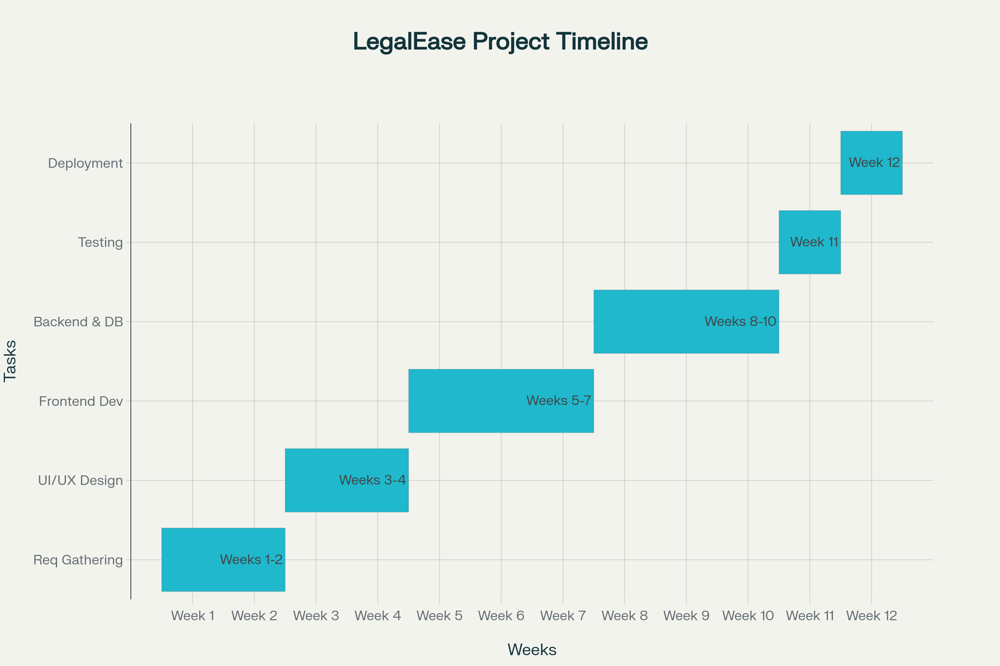 LegalEase Project Timeline
Deployment
Week 12
Testing
Week 11
Backend & DB
Weeks 8-10
Tasks
Frontend Dev
Weeks 5-7
UI/UX Design
Weeks 3-4
Req Gathering
Weeks 1-2
Week 1 Week 2 Week 3 Week 4 Week 5 Week 6 Week 7 Week 8 Week 9 Week 10 Week 11 Week 12
Weeks